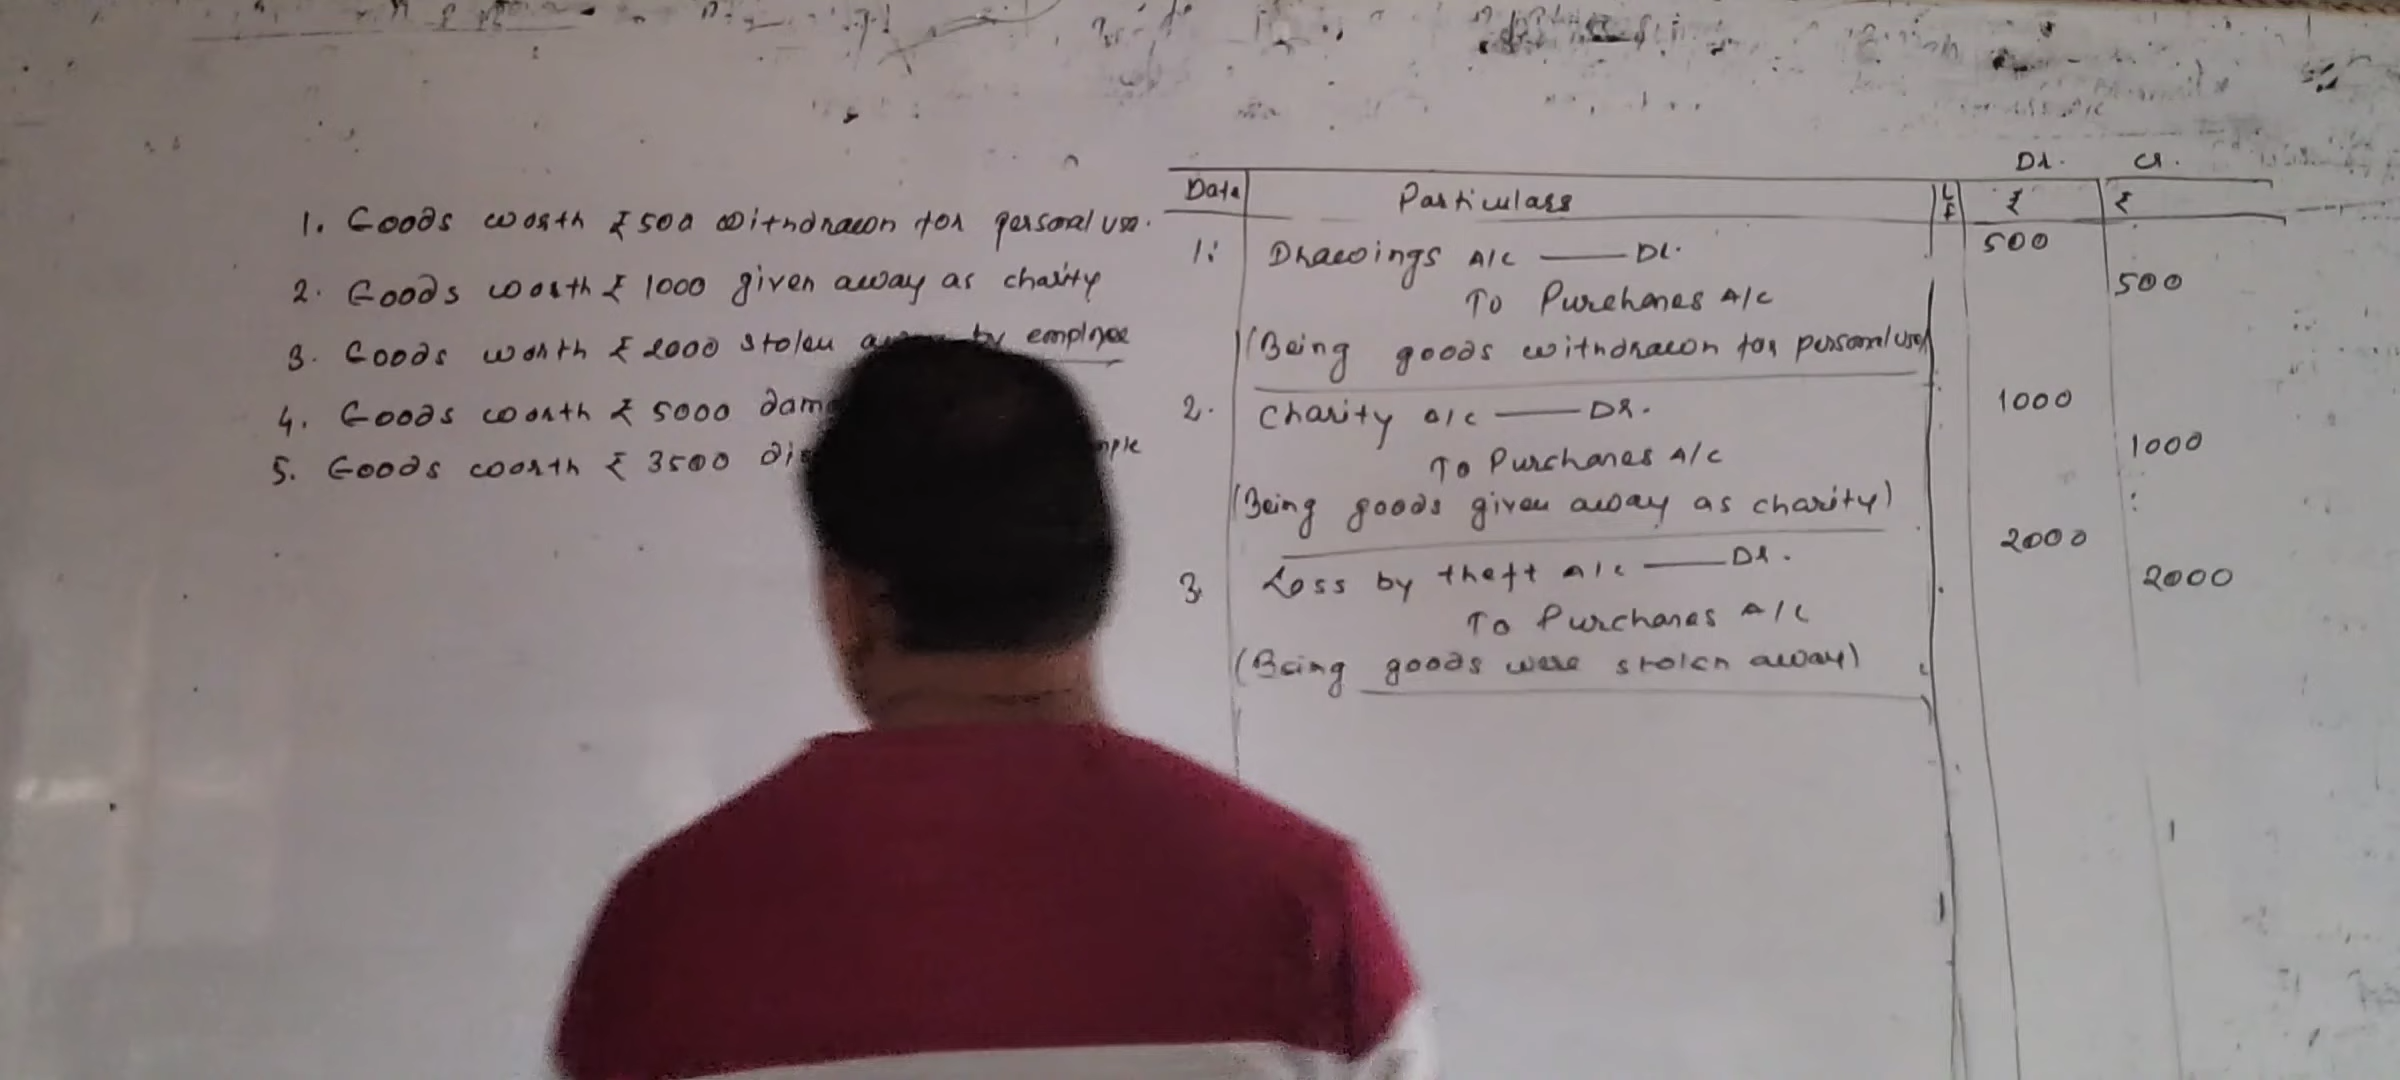 1. Goods worth ₹ 500 withdrawn for personal use.
2. Goods worth ₹ 1000 given away as charity
3. Goods worth ₹ 2000 stolen by employee
4. Goods worth ₹ 5000
5. Goods worth ₹ 3500
Dr. Cr.
Date Particulars LF ₹ ₹
1. Drawings A/c —— Dr. 500
To Purchases A/c 500
(Being goods withdrawn for personal use)
2. Charity A/c —— Dr. 1000
To Purchases A/c 1000
(Being goods given away as charity)
3. Loss by theft A/c —— Dr. 2000
To Purchases A/c 2000
(Being goods were stolen away)